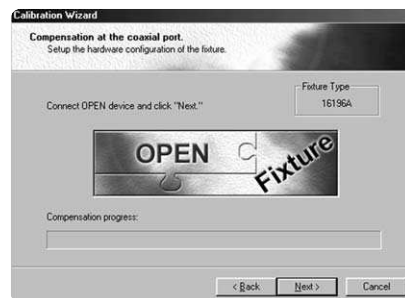 Calibration Wizard
Compensation at the coaxial port.
Setup the hardware configuration of the fixture.
Fixture Type
16196A
Connect OPEN device and click "Next."
OPEN
Fixture
Compensation progress:
< Back
Next >
Cancel